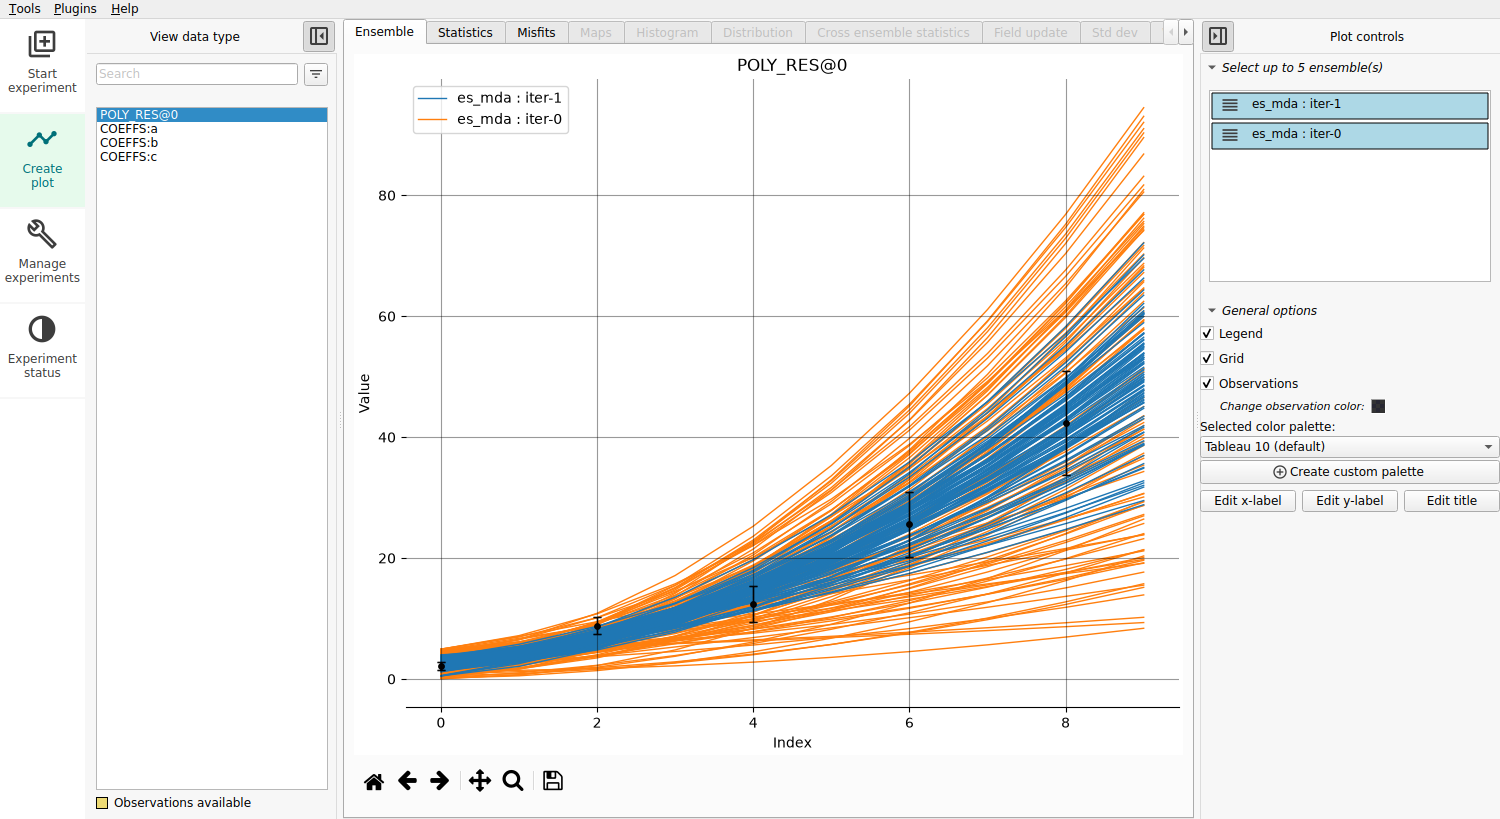 Tools Plugins Help
Start
experiment
Create
plot
Manage
experiments
Experiment
status
View data type
Search
POLY_RES@0
COEFFS:a
COEFFS:b
COEFFS:c
Observations available
Ensemble Statistics Misfits Maps Histogram Distribution Cross ensemble statistics Field update Std dev
POLY_RES@0
es_mda : iter-1
es_mda : iter-0
80
60
40
20
0
Value
0 2 4 6 8
Index
Plot controls
Select up to 5 ensemble(s)
es_mda : iter-1
es_mda : iter-0
General options
Legend
Grid
Observations
Change observation color:
Selected color palette:
Tableau 10 (default)
Create custom palette
Edit x-label Edit y-label Edit title